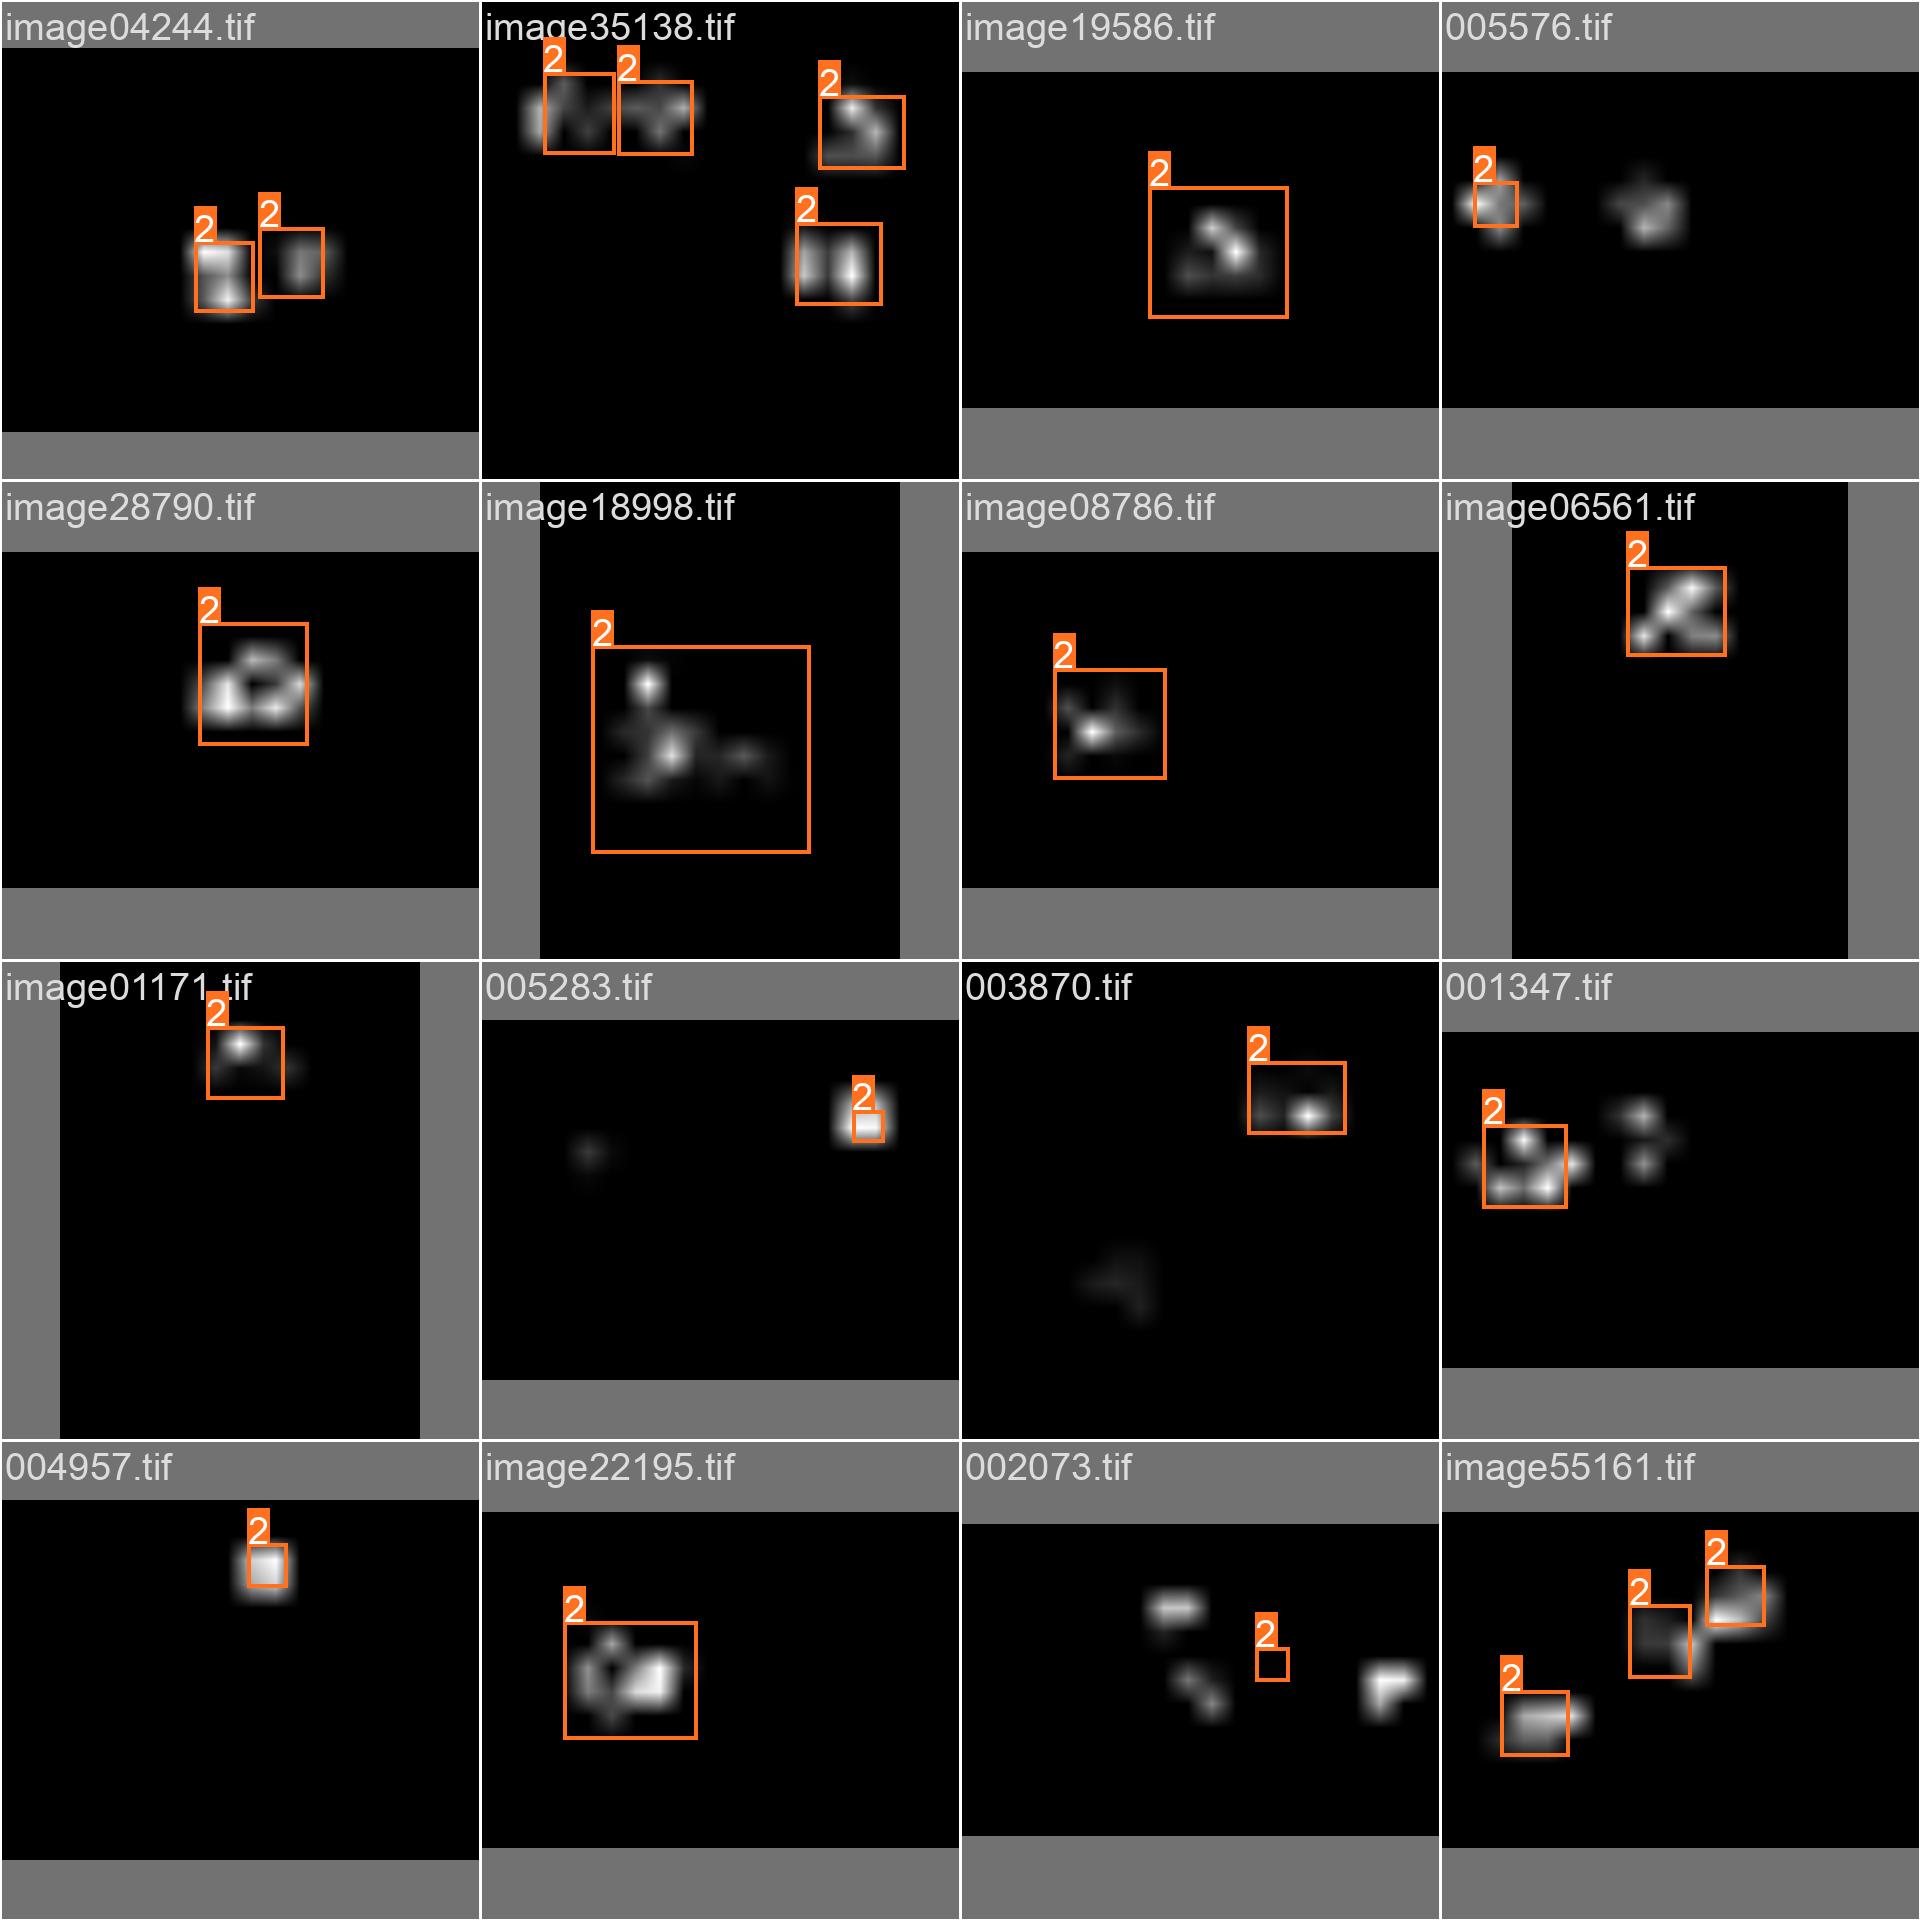 image04244.tif
2
2
image35138.tif
2
2
2
2
image19586.tif
2
005576.tif
2
image28790.tif
2
image18998.tif
2
image08786.tif
2
image06561.tif
2
image01171.tif
2
005283.tif
2
003870.tif
2
001347.tif
2
004957.tif
2
image22195.tif
2
002073.tif
2
image55161.tif
2
2
2